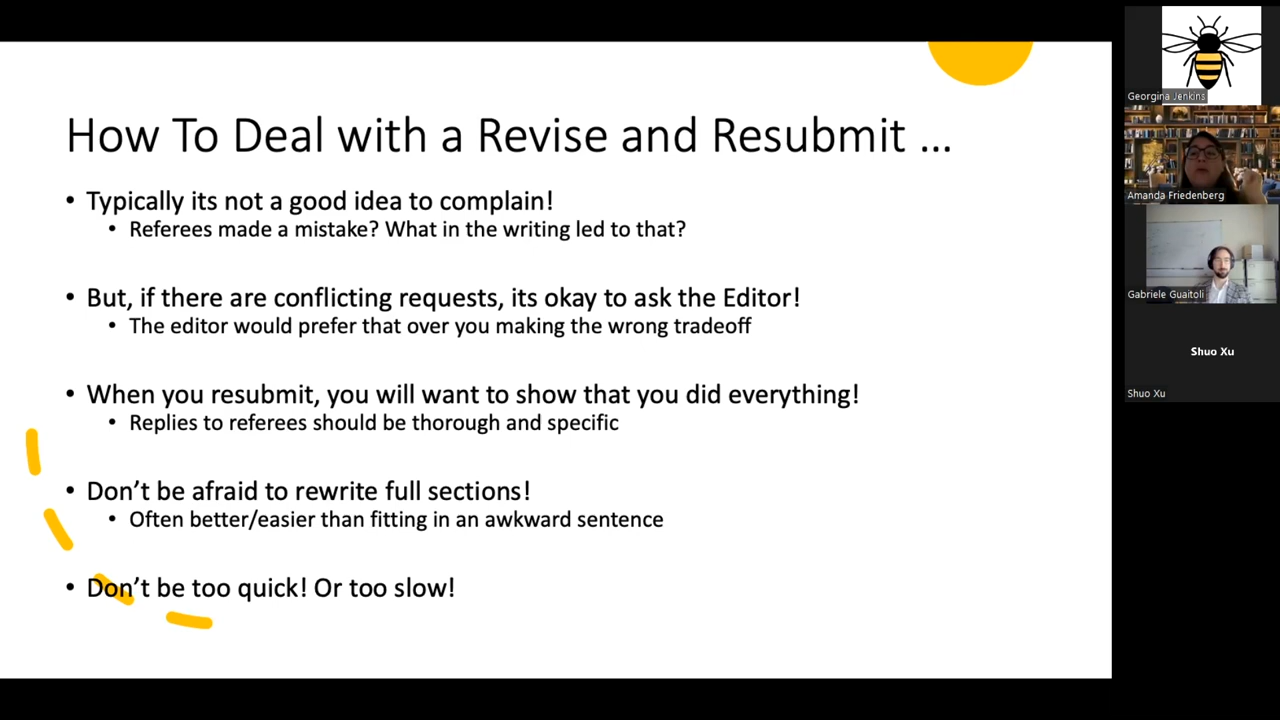 How To Deal with a Revise and Resubmit ...
• Typically its not a good idea to complain!
• Referees made a mistake? What in the writing led to that?
• But, if there are conflicting requests, its okay to ask the Editor!
• The editor would prefer that over you making the wrong tradeoff
• When you resubmit, you will want to show that you did everything!
• Replies to referees should be thorough and specific
• Don’t be afraid to rewrite full sections!
• Often better/easier than fitting in an awkward sentence
• Don’t be too quick! Or too slow!
Georgina Jenkins
Amanda Friedenberg
Gabriele Guaitoli
Shuo Xu
Shuo Xu